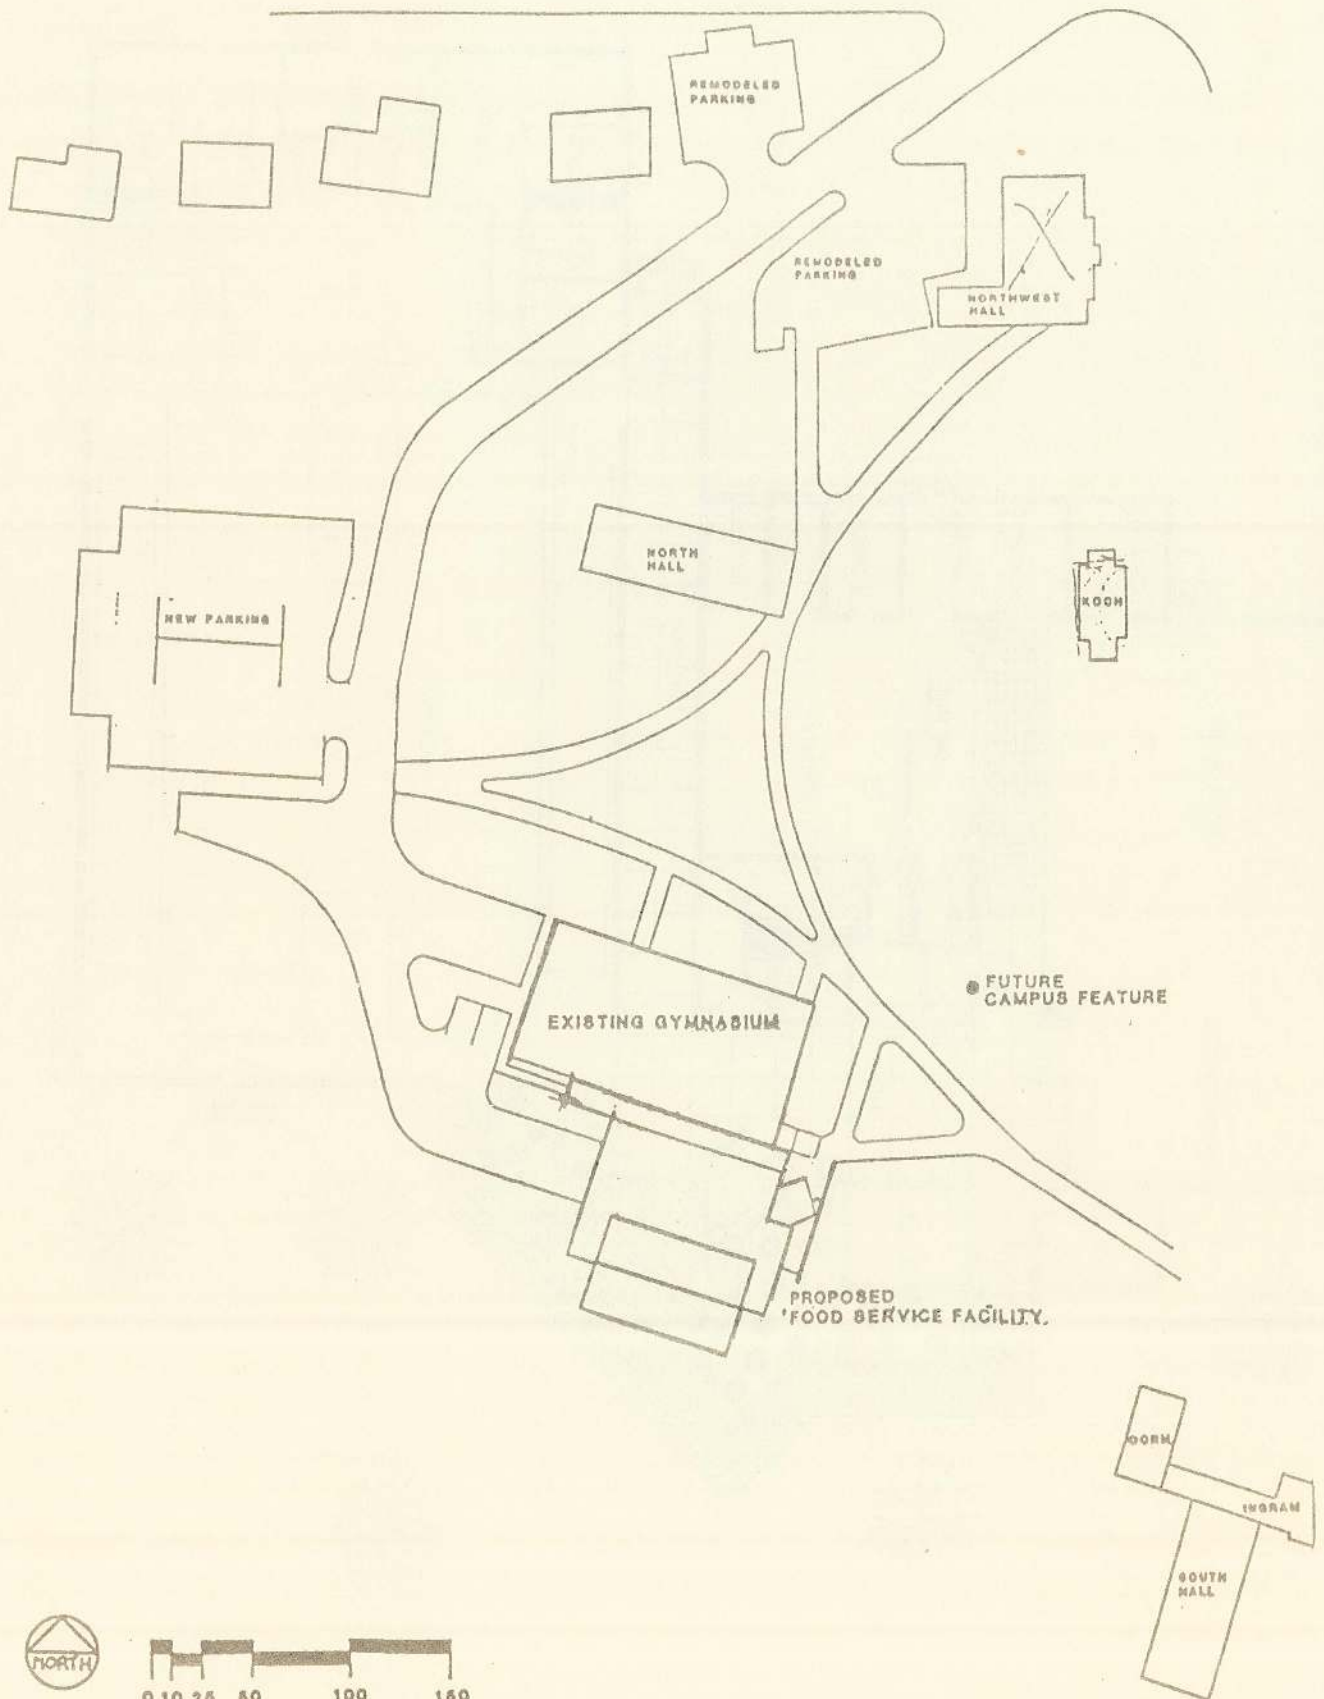 REMODELED
PARKING
REMODELED
PARKING
NORTHWEST
HALL
NORTH
HALL
KOCH
NEW PARKING
FUTURE
CAMPUS FEATURE
EXISTING GYMNASIUM
PROPOSED
FOOD SERVICE FACILITY.
DORM
INGRAM
SOUTH
HALL
NORTH
0 10 25 50 100 150